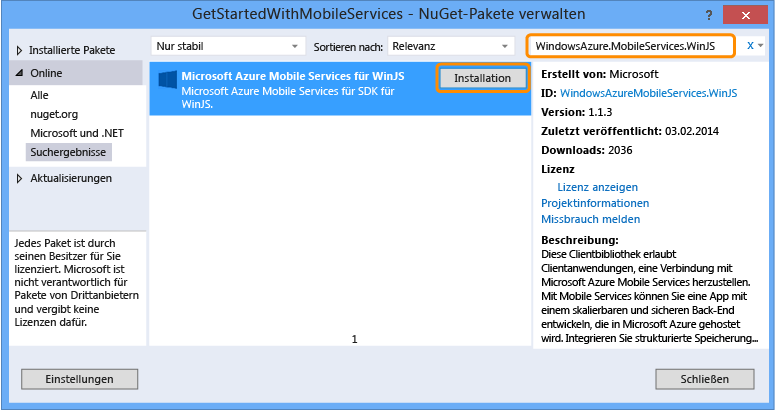 GetStartedWithMobileServices - NuGet-Pakete verwalten
?
Installierte Pakete
Online
Alle
nuget.org
Microsoft und .NET
Suchergebnisse
Aktualisierungen
Jedes Paket ist durch
seinen Besitzer für Sie
lizenziert. Microsoft ist
nicht verantwortlich für
Pakete von Drittanbietern
und vergibt keine
Lizenzen dafür.
Einstellungen
Nur stabil
Sortieren nach: Relevanz
Microsoft Azure Mobile Services für WinJS
Microsoft Azure Mobile Services für SDK für
WinJS.
Installation
1
WindowsAzure.MobileServices.WinJS
x
Erstellt von: Microsoft
ID: WindowsAzureMobileServices.WinJS
Version: 1.1.3
Zuletzt veröffentlicht: 03.02.2014
Downloads: 2036
Lizenz
Lizenz anzeigen
Projektinformationen
Missbrauch melden
Beschreibung:
Diese Clientbibliothek erlaubt
Clientanwendungen, eine Verbindung mit
Microsoft Azure Mobile Services herzustellen.
Mit Mobile Services können Sie eine App mit
einem skalierbaren und sicheren Back-End
entwickeln, die in Microsoft Azure gehostet
wird. Integrieren Sie strukturierte Speicherung...
Schließen